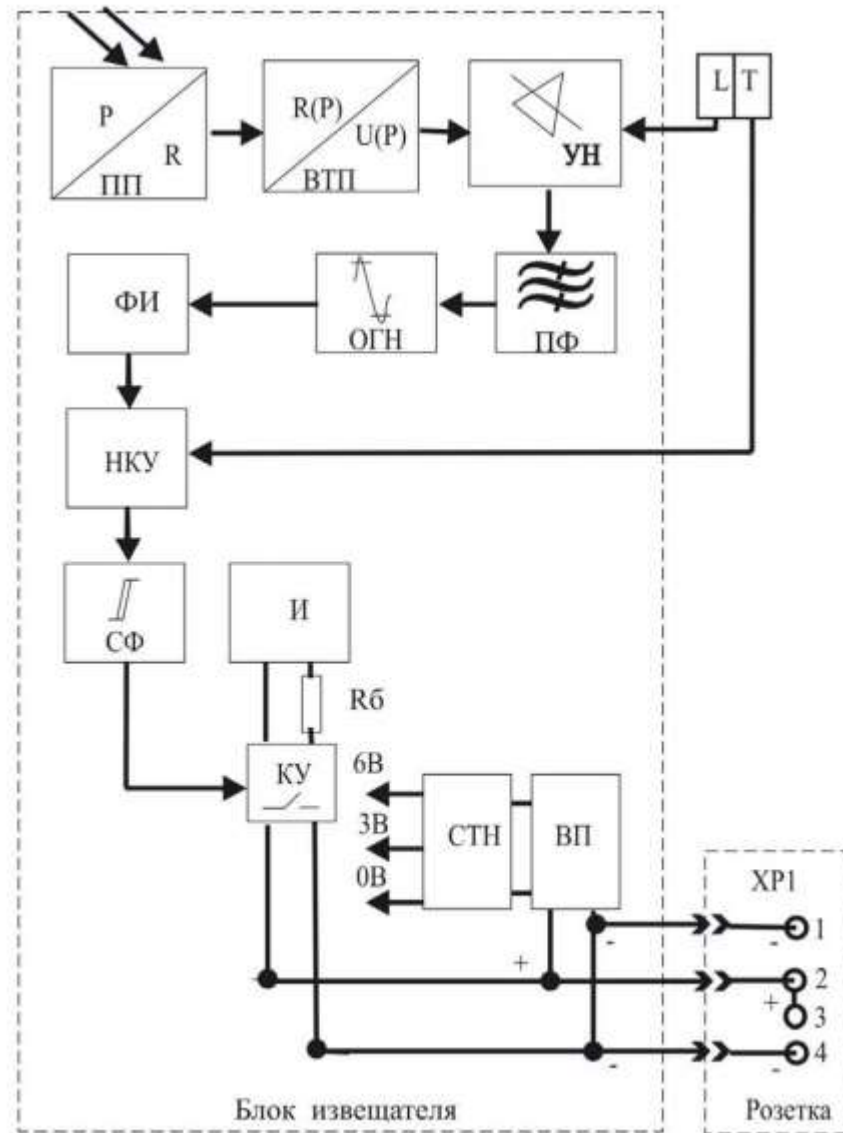 P
R
ПП
R(P)
U(P)
ВТП
УН
L T
ФИ
ОГН
ПФ
НКУ
СФ
И
Rб
КУ
6В
3В
0В
СТН
ВП
XP1
- - 1
+ 2
+ 3
- - 4
Блок извещателя
Розетка